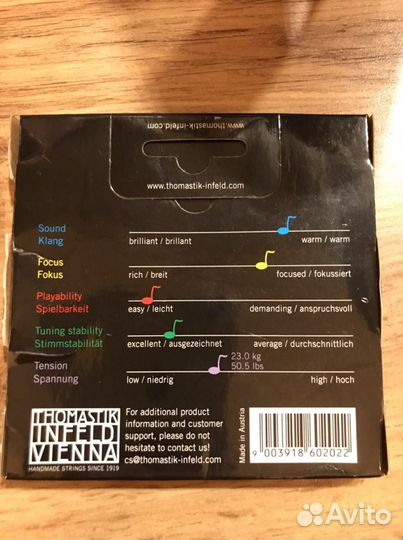 www.thomastik-infeld.com
www.thomastik-infeld.com
Sound
Klang
brilliant / brillant
warm / warm
Focus
Fokus
rich / breit
focused / fokussiert
Playability
Spielbarkeit
easy / leicht
demanding / anspruchsvoll
Tuning stability
Stimmstabilität
excellent / ausgezeichnet
average / durchschnittlich
Tension
Spannung
23.0 kg
50.5 lbs
low / niedrig
high / hoch
THOMASTIK
INFELD
VIENNA
HANDMADE STRINGS SINCE 1919
For additional product
information and customer
support, please do not
hesitate to contact us!
cs@thomastik-infeld.com
Made in Austria
9 003918 602022
Avito